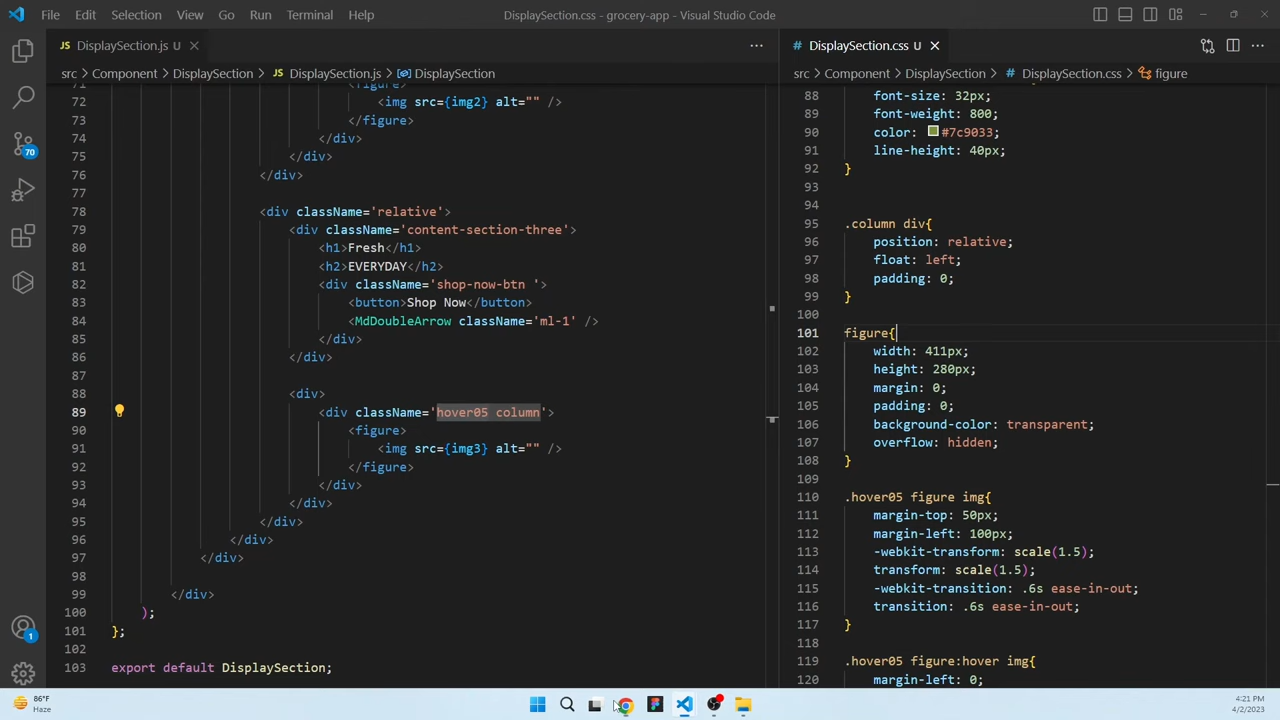 File Edit Selection View Go Run Terminal Help DisplaySection.css - grocery-app - Visual Studio Code
JS DisplaySection.js U
src > Component > DisplaySection > JS DisplaySection.js > DisplaySection
72 <img src={img2} alt="" />
73 </figure>
74 </div>
75 </div>
76 </div>
77
78 <div className='relative'>
79 <div className='content-section-three'>
80 <h1>Fresh</h1>
81 <h2>EVERYDAY</h2>
82 <div className='shop-now-btn '>
83 <button>Shop Now</button>
84 <MdDoubleArrow className='ml-1' />
85 </div>
86 </div>
87
88 <div>
89 <div className='hover05 column'>
90 <figure>
91 <img src={img3} alt="" />
92 </figure>
93 </div>
94 </div>
95 </div>
96 </div>
97 </div>
98
99 </div>
100 );
101 };
102
103 export default DisplaySection;
# DisplaySection.css U
src > Component > DisplaySection > # DisplaySection.css > figure
88 font-size: 32px;
89 font-weight: 800;
90 color: #7c9033;
91 line-height: 40px;
92 }
93
94
95 .column div{
96 position: relative;
97 float: left;
98 padding: 0;
99 }
100
101 figure{
102 width: 411px;
103 height: 280px;
104 margin: 0;
105 padding: 0;
106 background-color: transparent;
107 overflow: hidden;
108 }
109
110 .hover05 figure img{
111 margin-top: 50px;
112 margin-left: 100px;
113 -webkit-transform: scale(1.5);
114 transform: scale(1.5);
115 -webkit-transition: .6s ease-in-out;
116 transition: .6s ease-in-out;
117 }
118
119 .hover05 figure:hover img{
120 margin-left: 0;
70
1
86°F
Haze
4:21 PM
4/2/2023